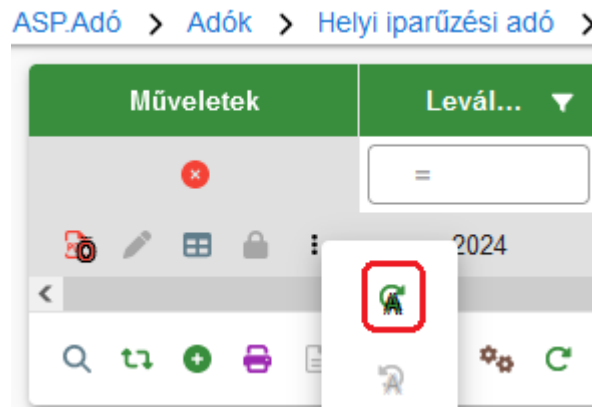 ASP.Adó > Adók > Helyi iparűzési adó >
Műveletek Levál...
=
2024
A
A